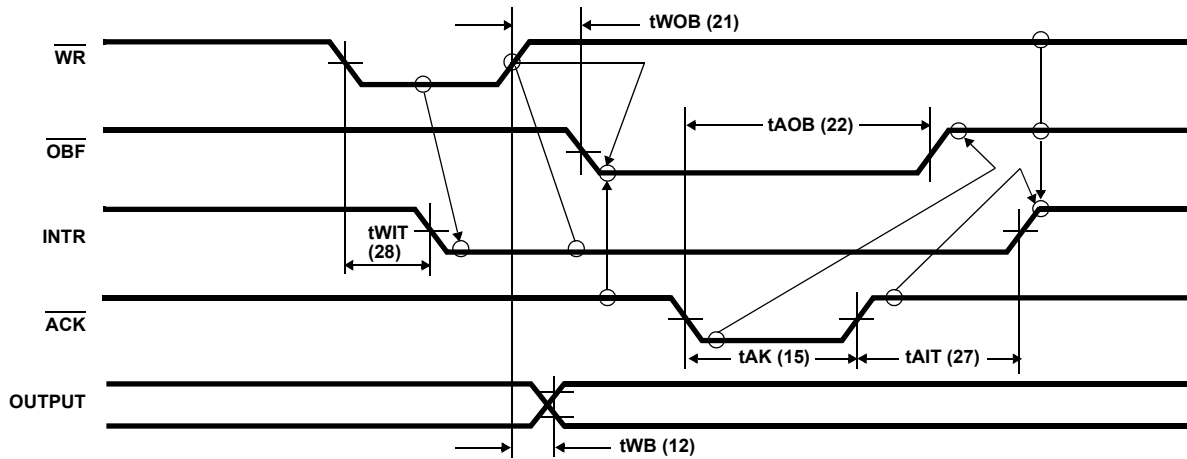 tWOB (21)
WR
tAOB (22)
OBF
INTR
tWIT
(28)
ACK
tAK (15)
tAIT (27)
OUTPUT
tWB (12)